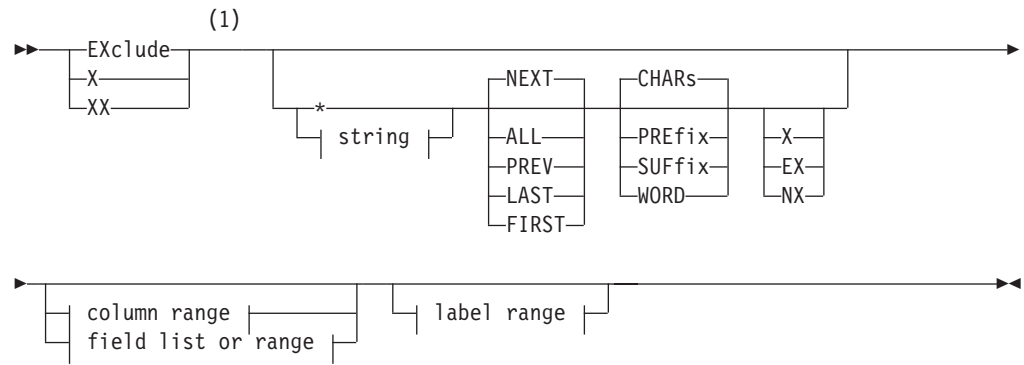 (1)
EXclude
X
XX
*
string
NEXT
ALL
PREV
LAST
FIRST
CHARs
PREfix
SUFfix
WORD
X
EX
NX
column range
field list or range
label range